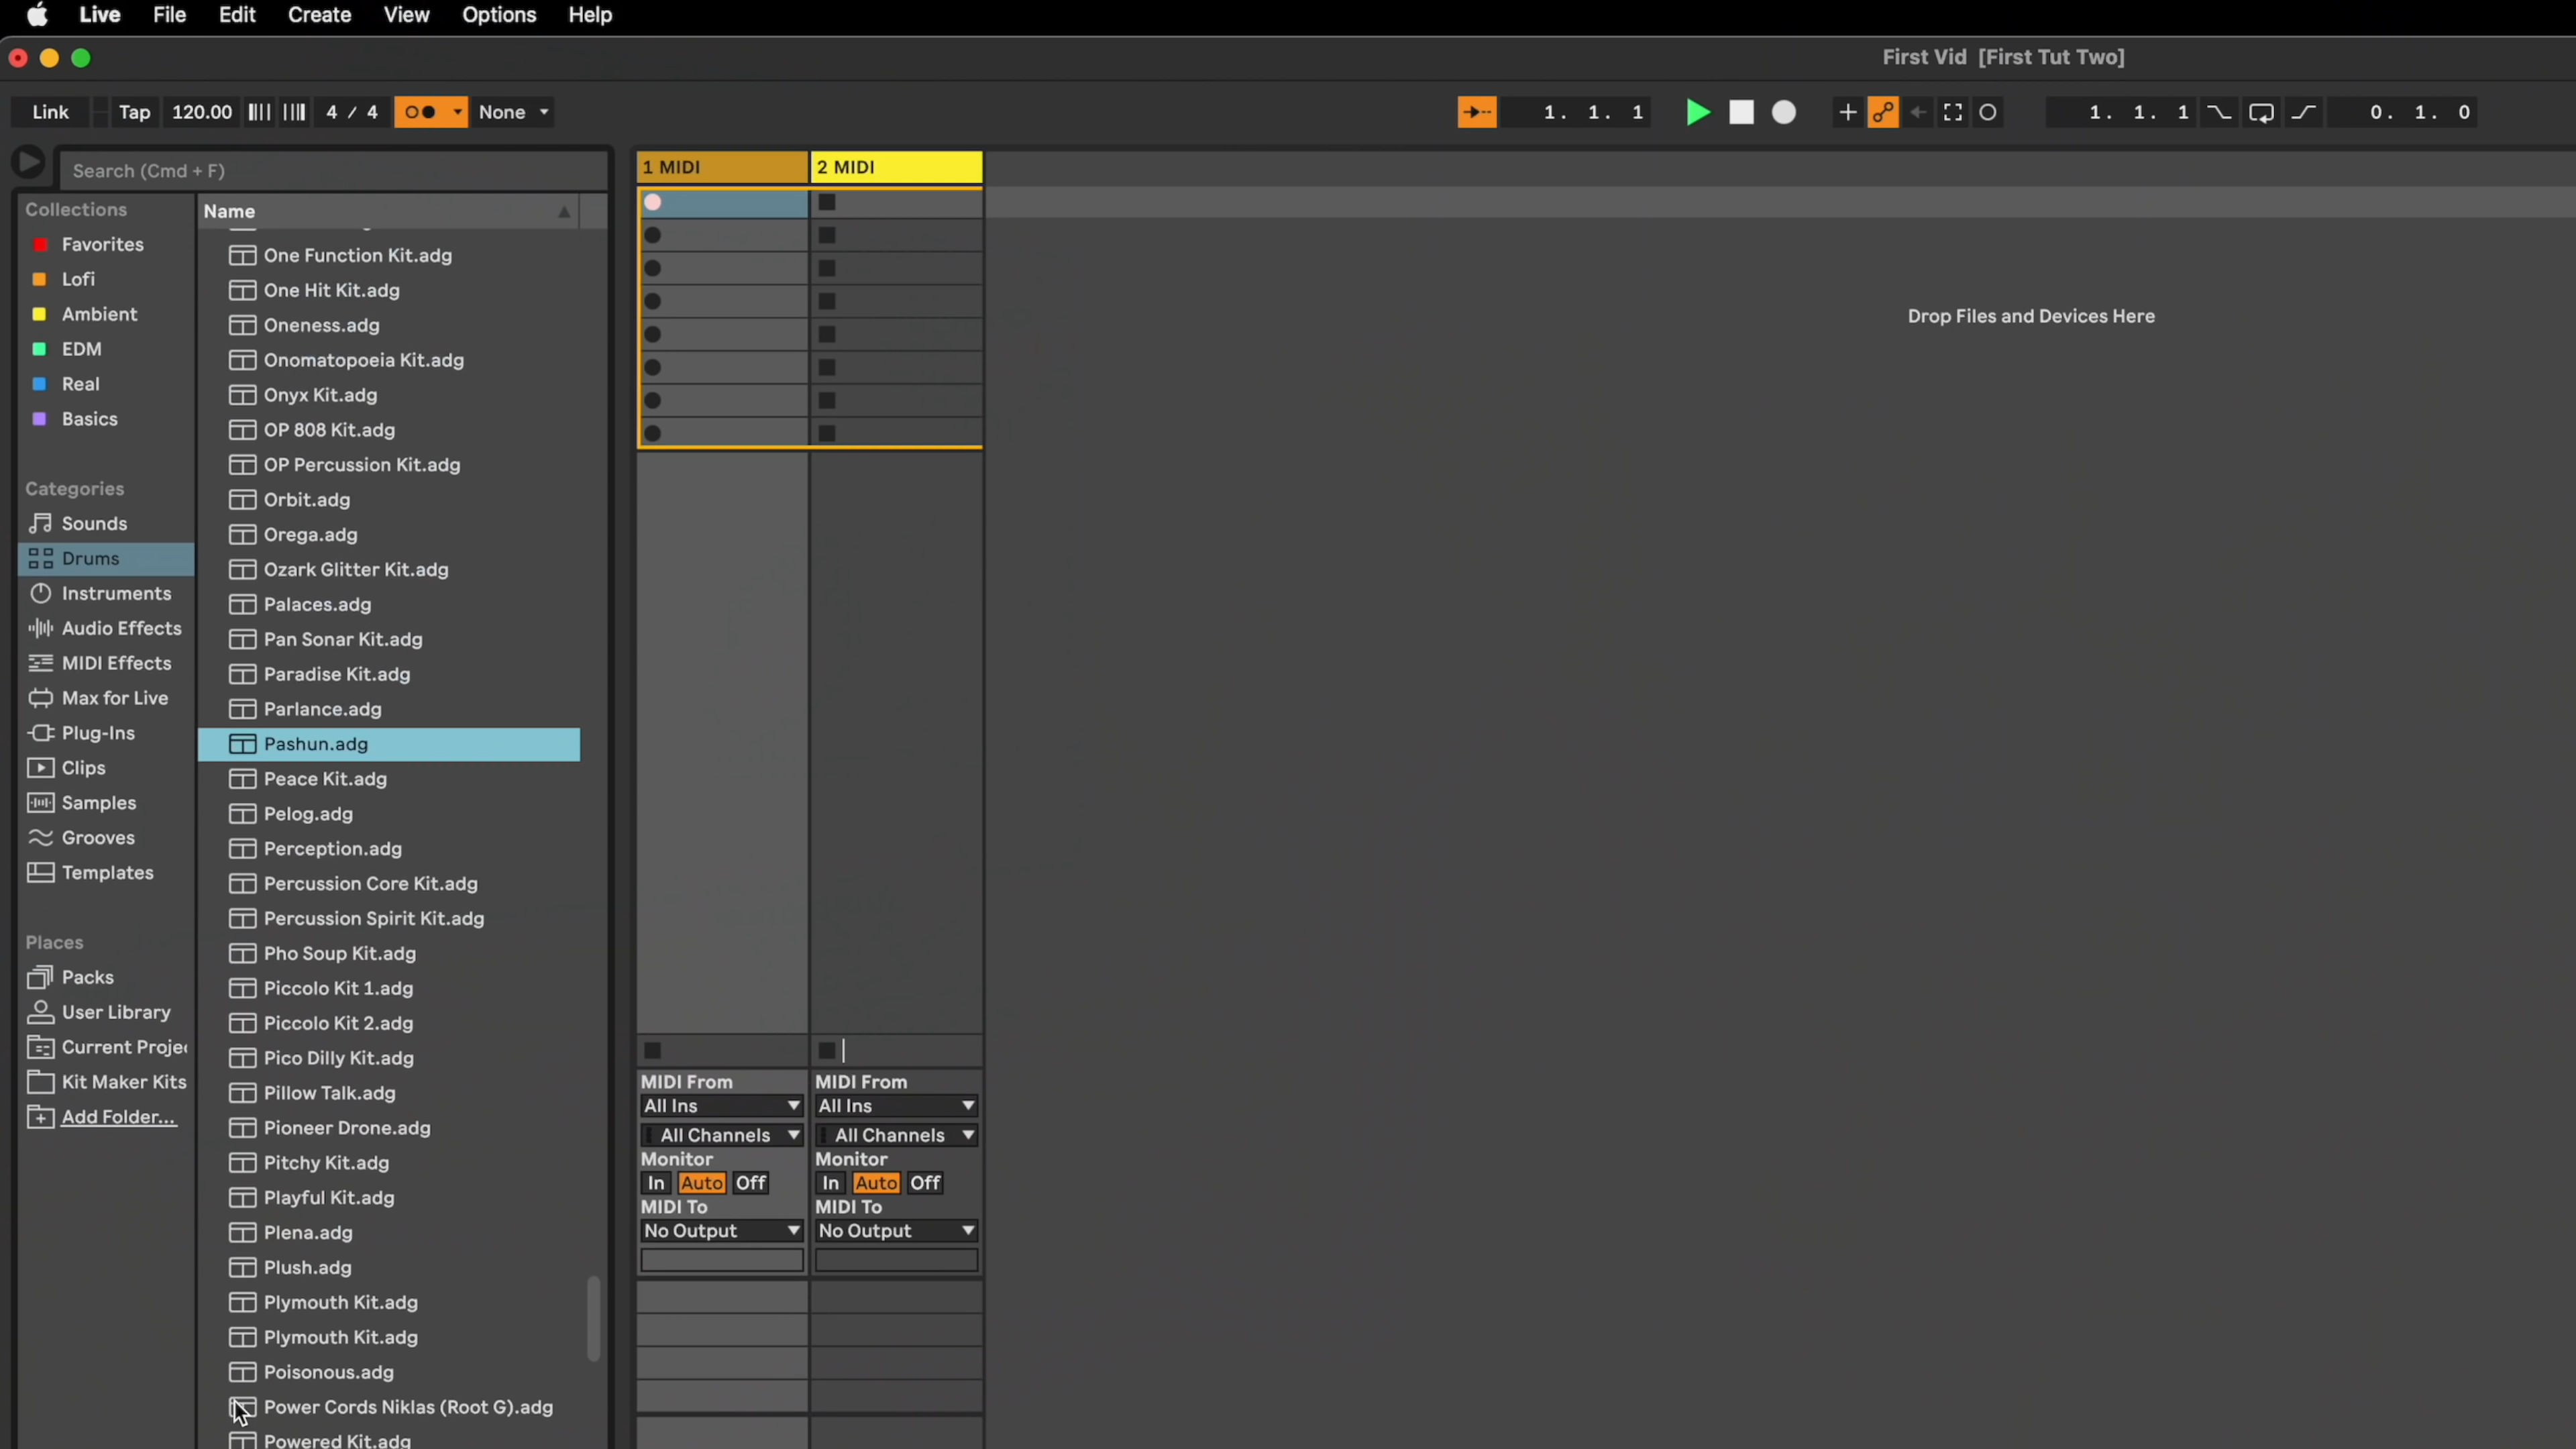 Live File Edit Create View Options Help
First Vid [First Tut Two]
Link Tap 120.00 4 / 4 None 1. 1. 1 1. 1. 1 0. 1. 0
Search (Cmd + F)
Collections
Favorites
Lofi
Ambient
EDM
Real
Basics
Categories
Sounds
Drums
Instruments
Audio Effects
MIDI Effects
Max for Live
Plug-Ins
Clips
Samples
Grooves
Templates
Places
Packs
User Library
Current Projec
Kit Maker Kits
Add Folder...
Name
One Function Kit.adg
One Hit Kit.adg
Oneness.adg
Onomatopoeia Kit.adg
Onyx Kit.adg
OP 808 Kit.adg
OP Percussion Kit.adg
Orbit.adg
Orega.adg
Ozark Glitter Kit.adg
Palaces.adg
Pan Sonar Kit.adg
Paradise Kit.adg
Parlance.adg
Pashun.adg
Peace Kit.adg
Pelog.adg
Perception.adg
Percussion Core Kit.adg
Percussion Spirit Kit.adg
Pho Soup Kit.adg
Piccolo Kit 1.adg
Piccolo Kit 2.adg
Pico Dilly Kit.adg
Pillow Talk.adg
Pioneer Drone.adg
Pitchy Kit.adg
Playful Kit.adg
Plena.adg
Plush.adg
Plymouth Kit.adg
Plymouth Kit.adg
Poisonous.adg
Power Cords Niklas (Root G).adg
Powered Kit.adg
1 MIDI 2 MIDI
Drop Files and Devices Here
MIDI From MIDI From
All Ins All Ins
All Channels All Channels
Monitor Monitor
In Auto Off In Auto Off
MIDI To MIDI To
No Output No Output